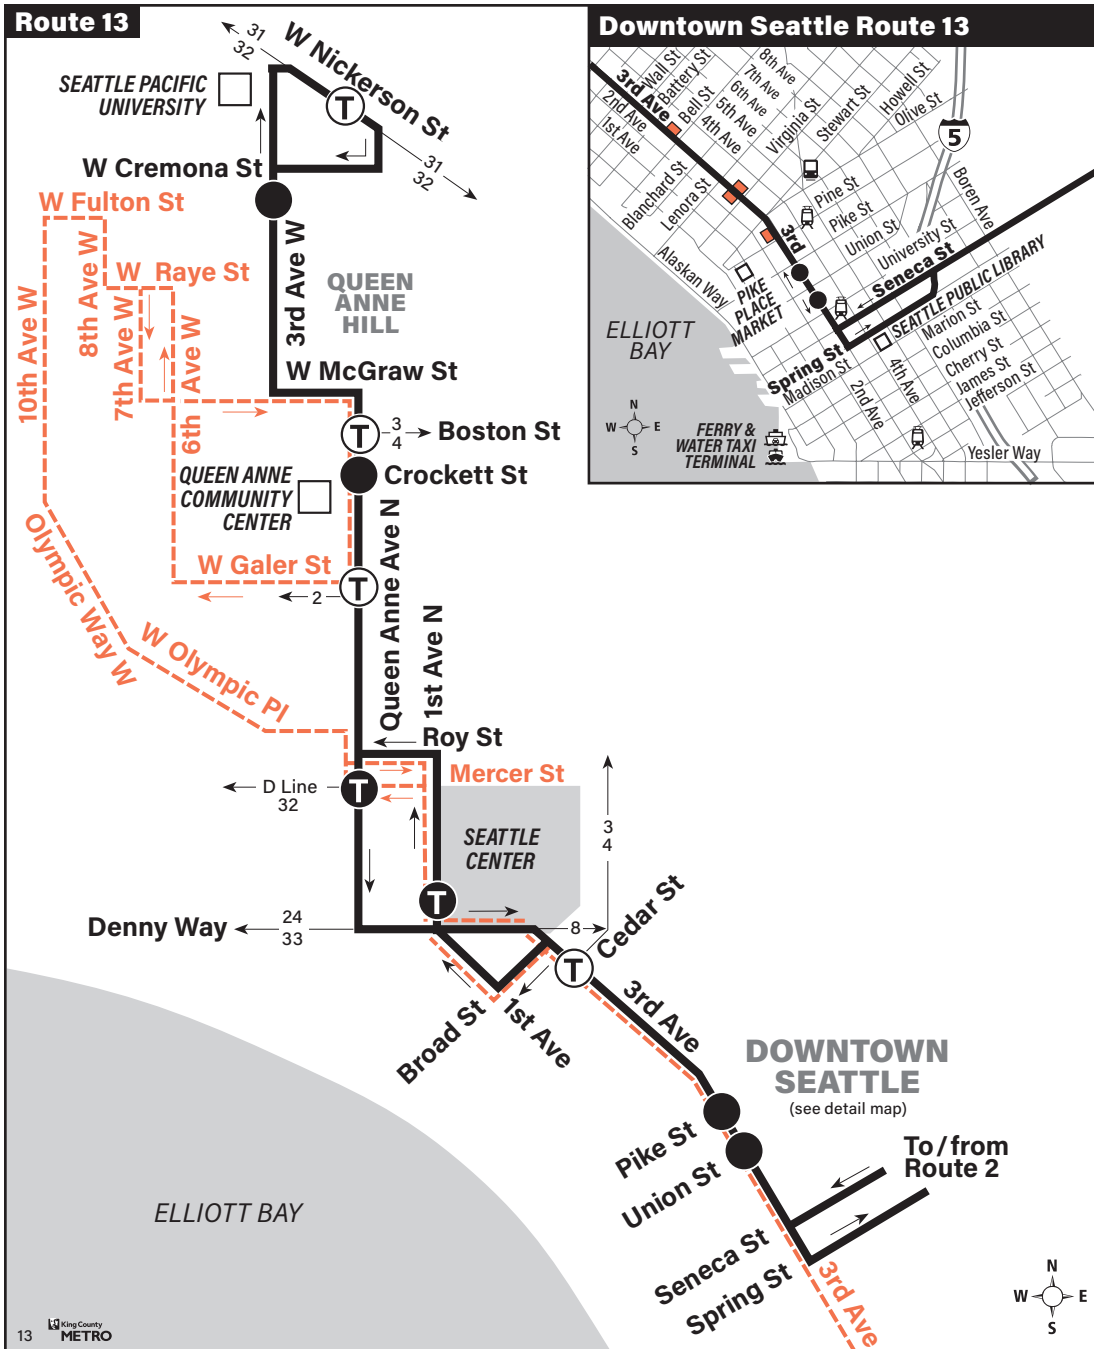 Route 13
31
32
W Nickerson St
SEATTLE PACIFIC
UNIVERSITY
T
31
32
W Cremona St
W Fulton St
3rd Ave W
QUEEN
ANNE
HILL
8th Ave W
W Raye St
10th Ave W
7th Ave W
6th Ave W
W McGraw St
T
3
4
Boston St
Crockett St
QUEEN ANNE
COMMUNITY
CENTER
W Galer St
T
2
Queen Anne Ave N
1st Ave N
Olympic Way W
W Olympic Pl
Roy St
Mercer St
D Line
32
T
SEATTLE
CENTER
3
4
T
Denny Way
24
33
8
Cedar St
T
Broad St
1st Ave
3rd Ave
DOWNTOWN
SEATTLE
(see detail map)
Pike St
Union St
To / from
Route 2
Seneca St
Spring St
3rd Ave
ELLIOTT BAY
N
W
E
S
13
King County
METRO
Downtown Seattle Route 13
3rd Ave
2nd Ave
1st Ave
Wall St
Battery St
Bell St
8th Ave
7th Ave
6th Ave
5th Ave
4th Ave
Virginia St
Stewart St
Howell St
Olive St
5
Blanchard St
Lenora St
Pine St
Pike St
Union St
University St
Boren Ave
Alaskan Way
3rd
Seneca St
PIKE
PLACE
MARKET
SEATTLE PUBLIC LIBRARY
ELLIOTT
BAY
Spring St
Madison St
Marion St
Columbia St
Cherry St
James St
Jefferson St
2nd Ave
4th Ave
N
W
E
S
FERRY &
WATER TAXI
TERMINAL
Yesler Way